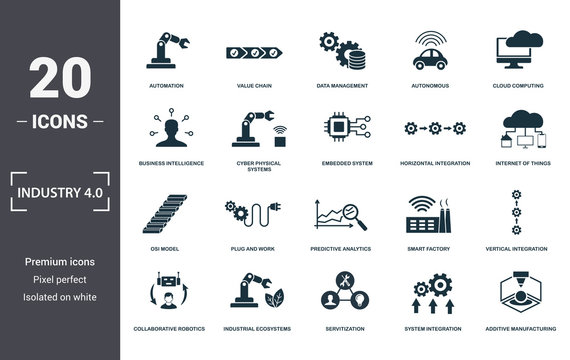 20
ICONS
INDUSTRY 4.0
Premium icons
Pixel perfect
Isolated on white
AUTOMATION
VALUE CHAIN
DATA MANAGEMENT
AUTONOMOUS
CLOUD COMPUTING
BUSINESS INTELLIGENCE
CYBER PHYSICAL
SYSTEMS
EMBEDDED SYSTEM
HORIZONTAL INTEGRATION
INTERNET OF THINGS
OSI MODEL
PLUG AND WORK
PREDICTIVE ANALYTICS
SMART FACTORY
VERTICAL INTEGRATION
COLLABORATIVE ROBOTICS
INDUSTRIAL ECOSYSTEMS
SERVITIZATION
SYSTEM INTEGRATION
ADDITIVE MANUFACTURING